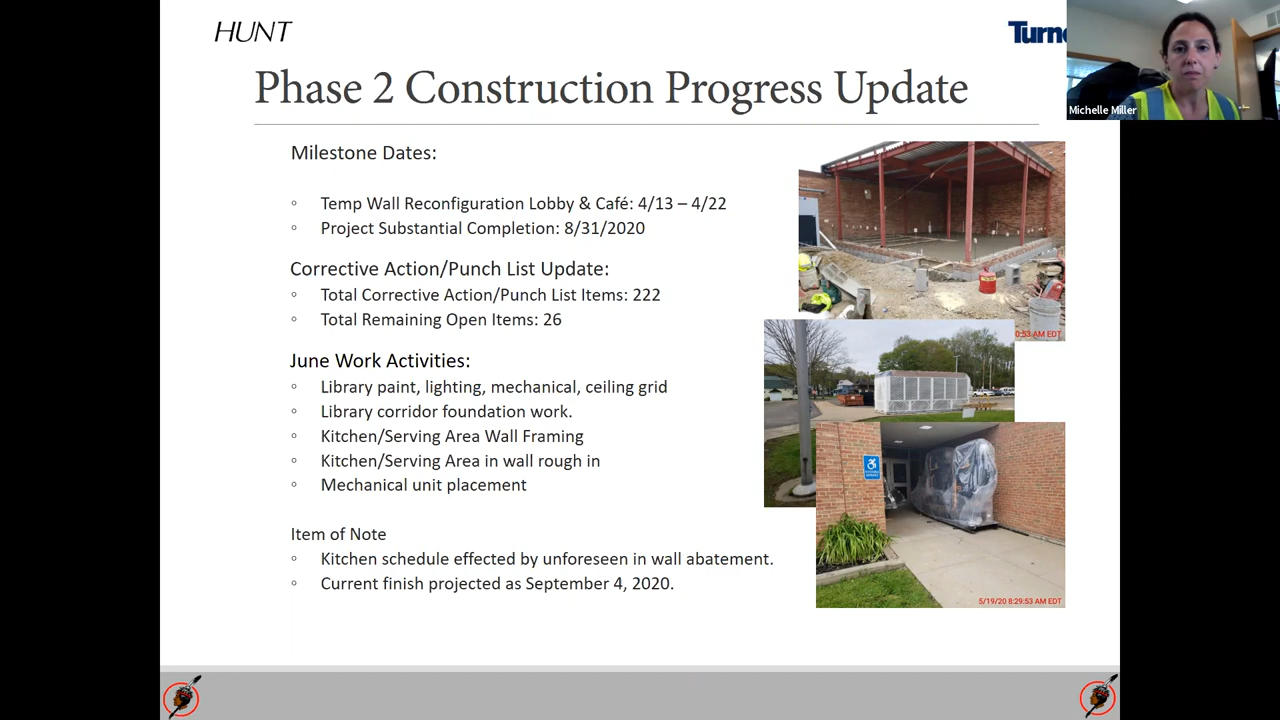 HUNT
Turn
Michelle Miller
Phase 2 Construction Progress Update
Milestone Dates:
Temp Wall Reconfiguration Lobby & Café: 4/13 – 4/22
Project Substantial Completion: 8/31/2020
Corrective Action/Punch List Update:
Total Corrective Action/Punch List Items: 222
Total Remaining Open Items: 26
June Work Activities:
Library paint, lighting, mechanical, ceiling grid
Library corridor foundation work.
Kitchen/Serving Area Wall Framing
Kitchen/Serving Area in wall rough in
Mechanical unit placement
Item of Note
Kitchen schedule effected by unforeseen in wall abatement.
Current finish projected as September 4, 2020.
0:53 AM EDT
5/19/20 8:29:53 AM EDT